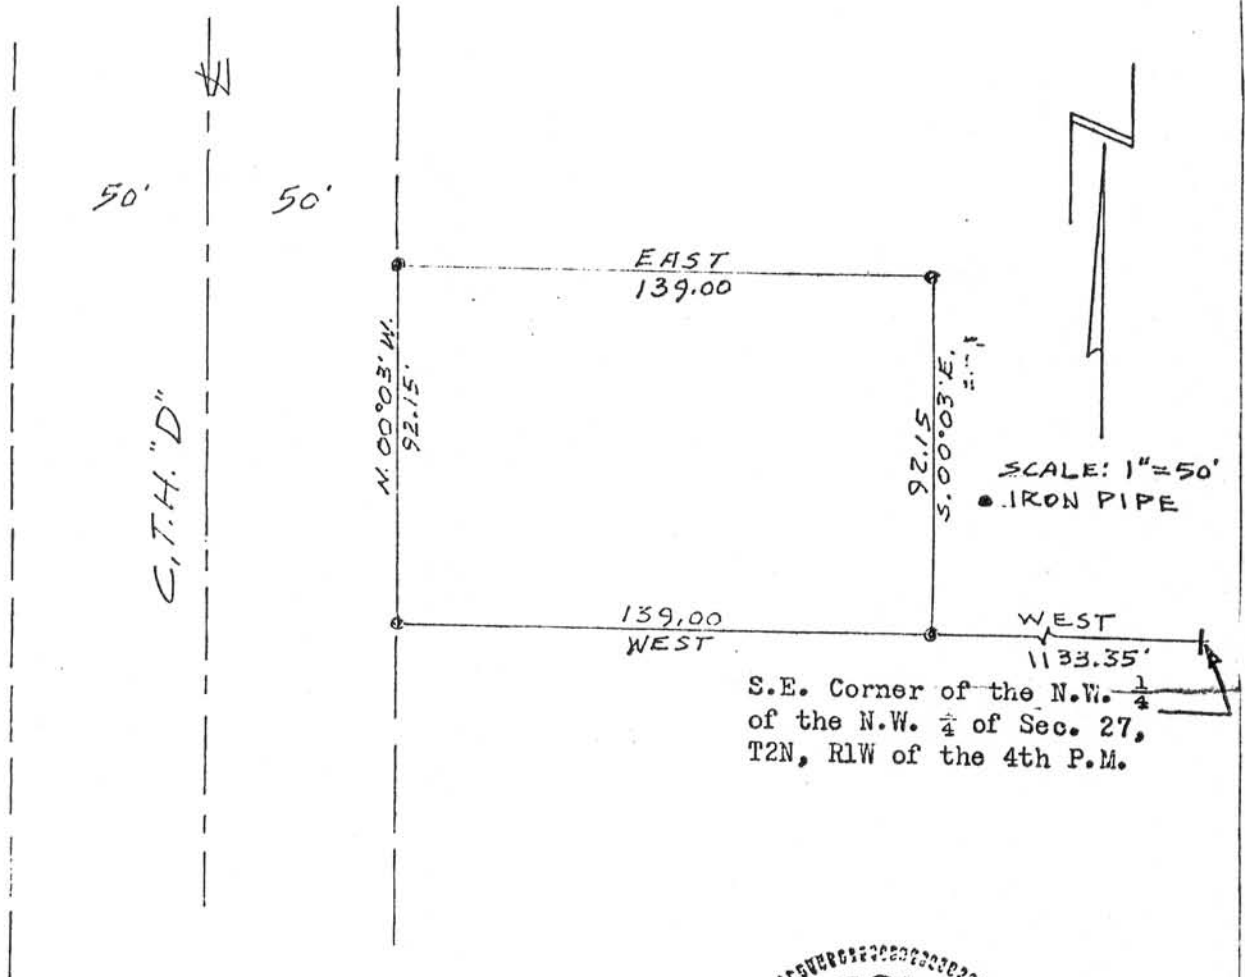 50'
50'
EAST
139.00
N. 00°03' W.
92.15'
92.15
S. 00°03' E.
C.T.H. "D"
SCALE: 1"=50'
IRON PIPE
139.00
WEST
WEST
1133.35'
S.E. Corner of the N.W. 1/4
of the N.W. 1/4 of Sec. 27,
T2N, R1W of the 4th P.M.